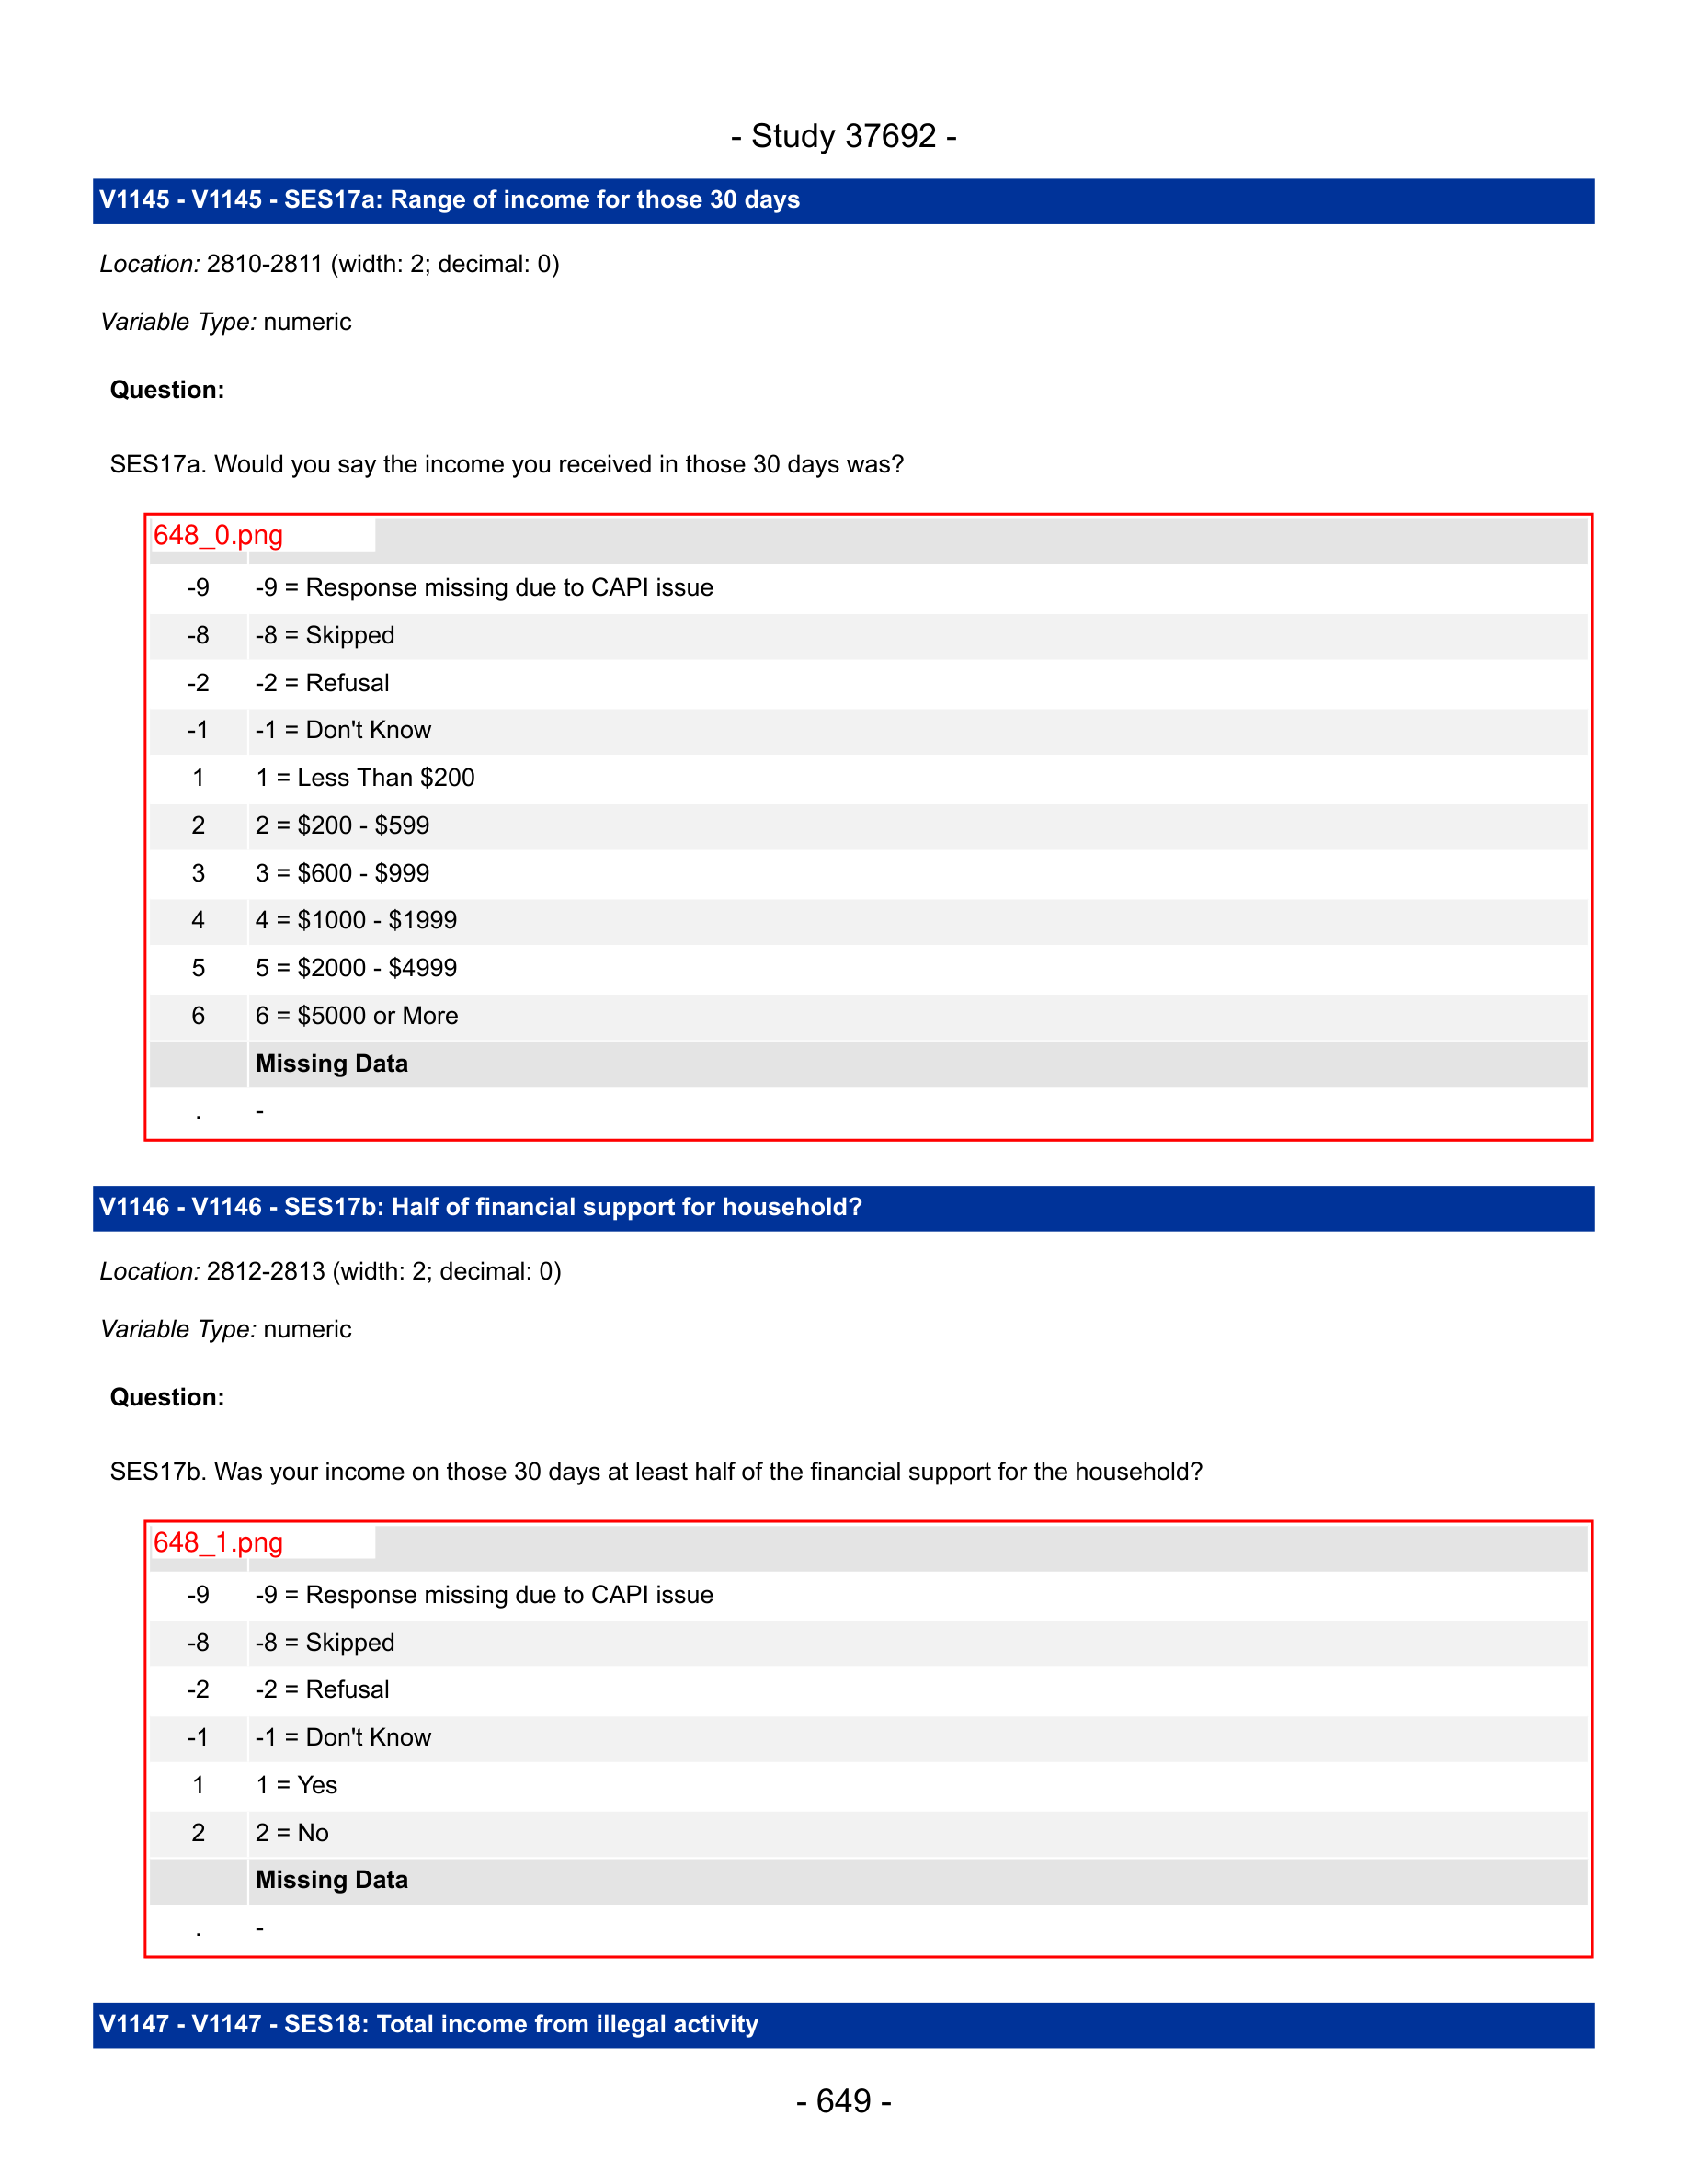 - Study 37692 -
V1145 - V1145 - SES17a: Range of income for those 30 days
Location: 2810-2811 (width: 2; decimal: 0)
Variable Type: numeric
Question:
SES17a. Would you say the income you received in those 30 days was?
648_0.png
-9 -9 = Response missing due to CAPI issue
-8 -8 = Skipped
-2 -2 = Refusal
-1 -1 = Don't Know
1 1 = Less Than $200
2 2 = $200 - $599
3 3 = $600 - $999
4 4 = $1000 - $1999
5 5 = $2000 - $4999
6 6 = $5000 or More
Missing Data
. -
V1146 - V1146 - SES17b: Half of financial support for household?
Location: 2812-2813 (width: 2; decimal: 0)
Variable Type: numeric
Question:
SES17b. Was your income on those 30 days at least half of the financial support for the household?
648_1.png
-9 -9 = Response missing due to CAPI issue
-8 -8 = Skipped
-2 -2 = Refusal
-1 -1 = Don't Know
1 1 = Yes
2 2 = No
Missing Data
. -
V1147 - V1147 - SES18: Total income from illegal activity
- 649 -